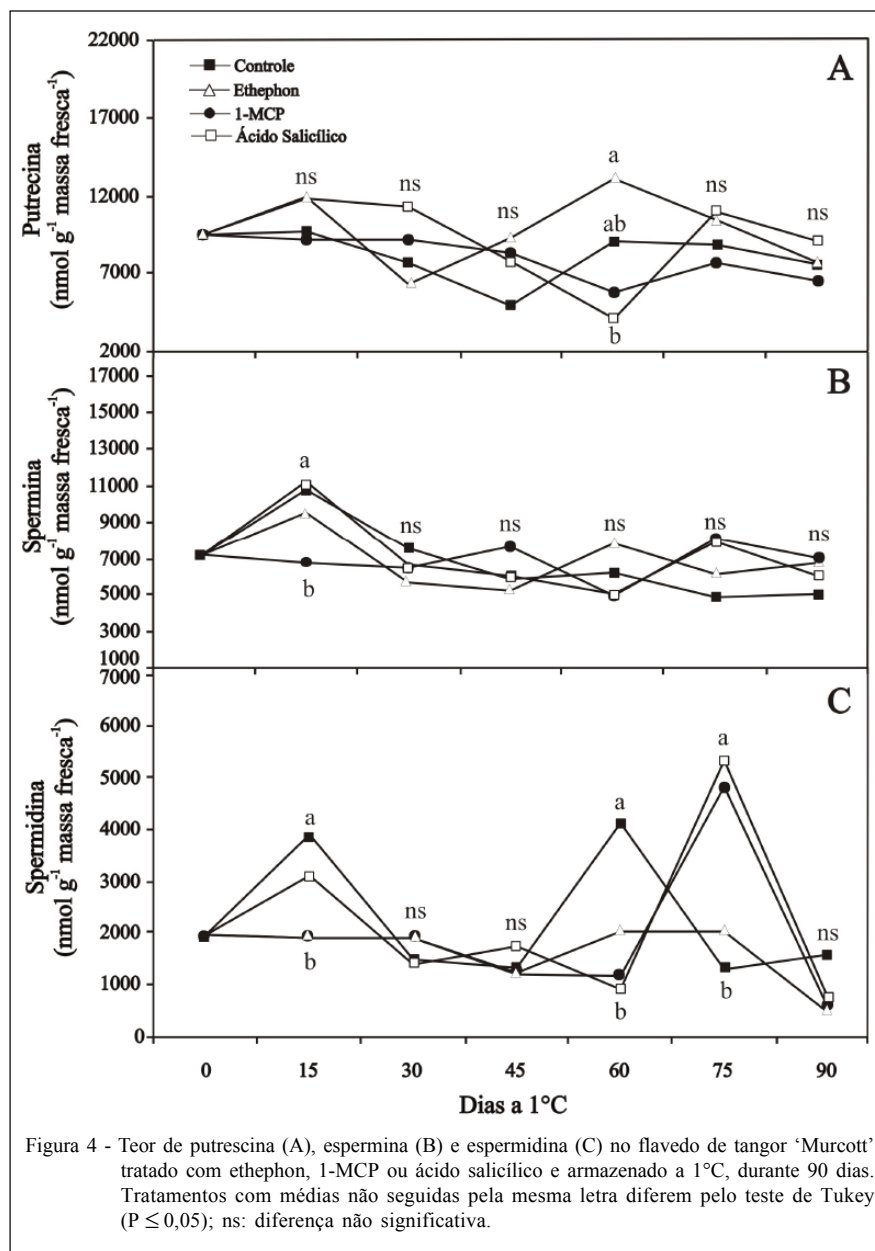 22000
17000
12000
7000
2000
Putrecina
(nmol g⁻¹ massa fresca⁻¹)
Controle
Ethephon
1-MCP
Ácido Salicílico
A
ns
ns
ns
a
ab
b
ns
ns
17000
15000
13000
11000
9000
7000
5000
3000
1000
Spermina
(nmol g⁻¹ massa fresca⁻¹)
B
a
b
ns
ns
ns
ns
ns
7000
6000
5000
4000
3000
2000
1000
0
Spermidina
(nmol g⁻¹ massa fresca⁻¹)
C
a
b
ns
ns
a
b
a
b
ns
0 15 30 45 60 75 90
Dias a 1°C
Figura 4 - Teor de putrescina (A), espermina (B) e espermidina (C) no flavedo de tangor ‘Murcott’
tratado com ethephon, 1-MCP ou ácido salicílico e armazenado a 1°C, durante 90 dias.
Tratamentos com médias não seguidas pela mesma letra diferem pelo teste de Tukey
(P ≤ 0,05); ns: diferença não significativa.